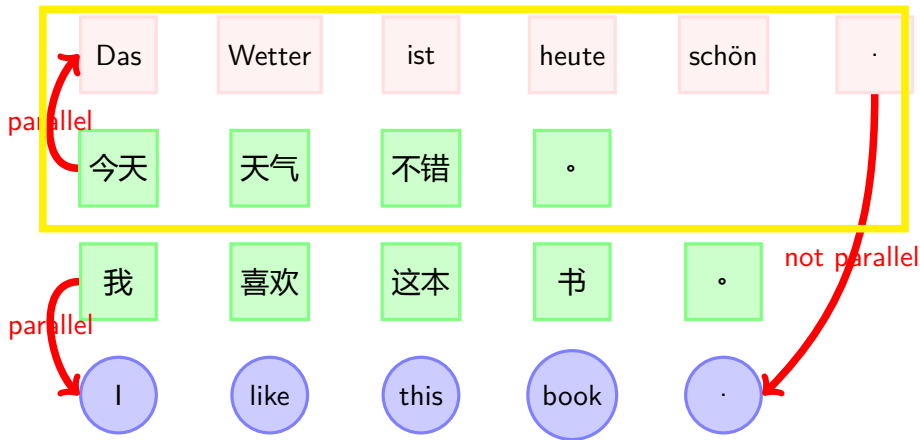 Das Wetter ist heute schön .
parallel
今天 天气 不错 。
not parallel
我 喜欢 这本 书 。
parallel
I like this book .